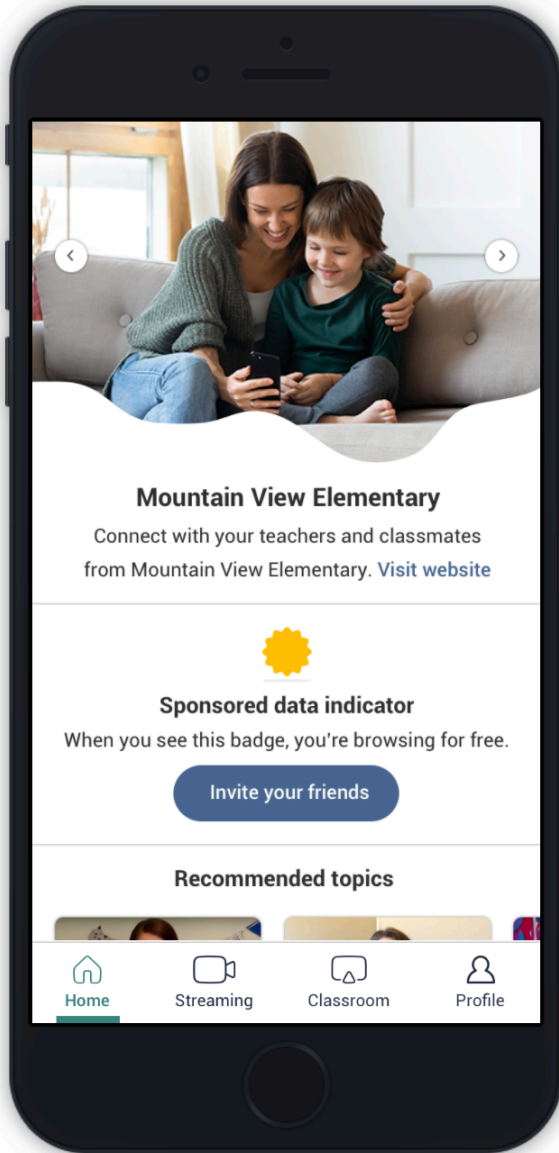 Mountain View Elementary
Connect with your teachers and classmates
from Mountain View Elementary. Visit website
Sponsored data indicator
When you see this badge, you're browsing for free.
Invite your friends
Recommended topics
Home
Streaming
Classroom
Profile